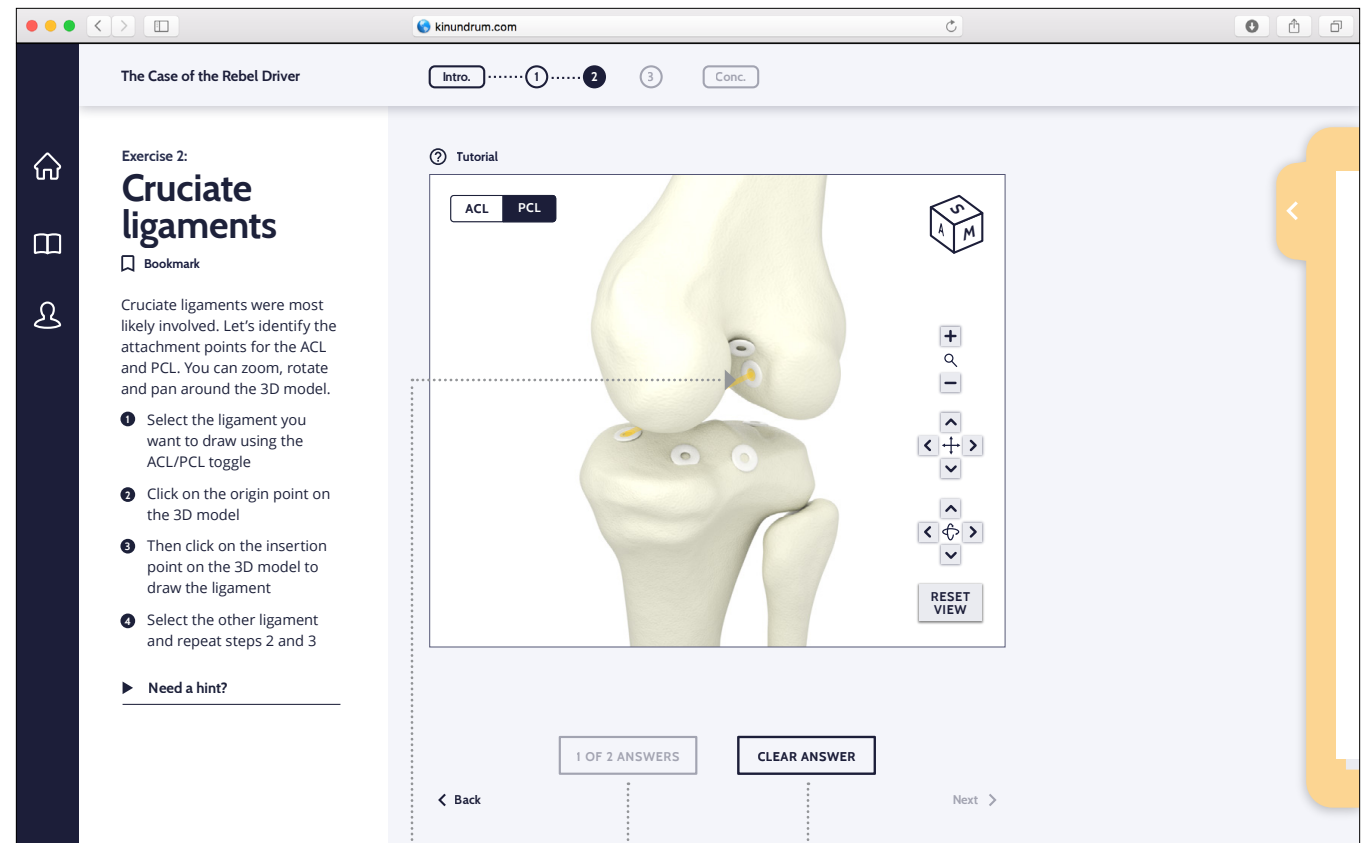 kinundrum.com
The Case of the Rebel Driver
Intro. 1 2 3 Conc.
Exercise 2:
Cruciate
ligaments
Bookmark
Cruciate ligaments were most
likely involved. Let's identify the
attachment points for the ACL
and PCL. You can zoom, rotate
and pan around the 3D model.
1 Select the ligament you
want to draw using the
ACL/PCL toggle
2 Click on the origin point on
the 3D model
3 Then click on the insertion
point on the 3D model to
draw the ligament
4 Select the other ligament
and repeat steps 2 and 3
Need a hint?
Tutorial
ACL PCL
S
A M
RESET
VIEW
1 OF 2 ANSWERS CLEAR ANSWER
Back Next